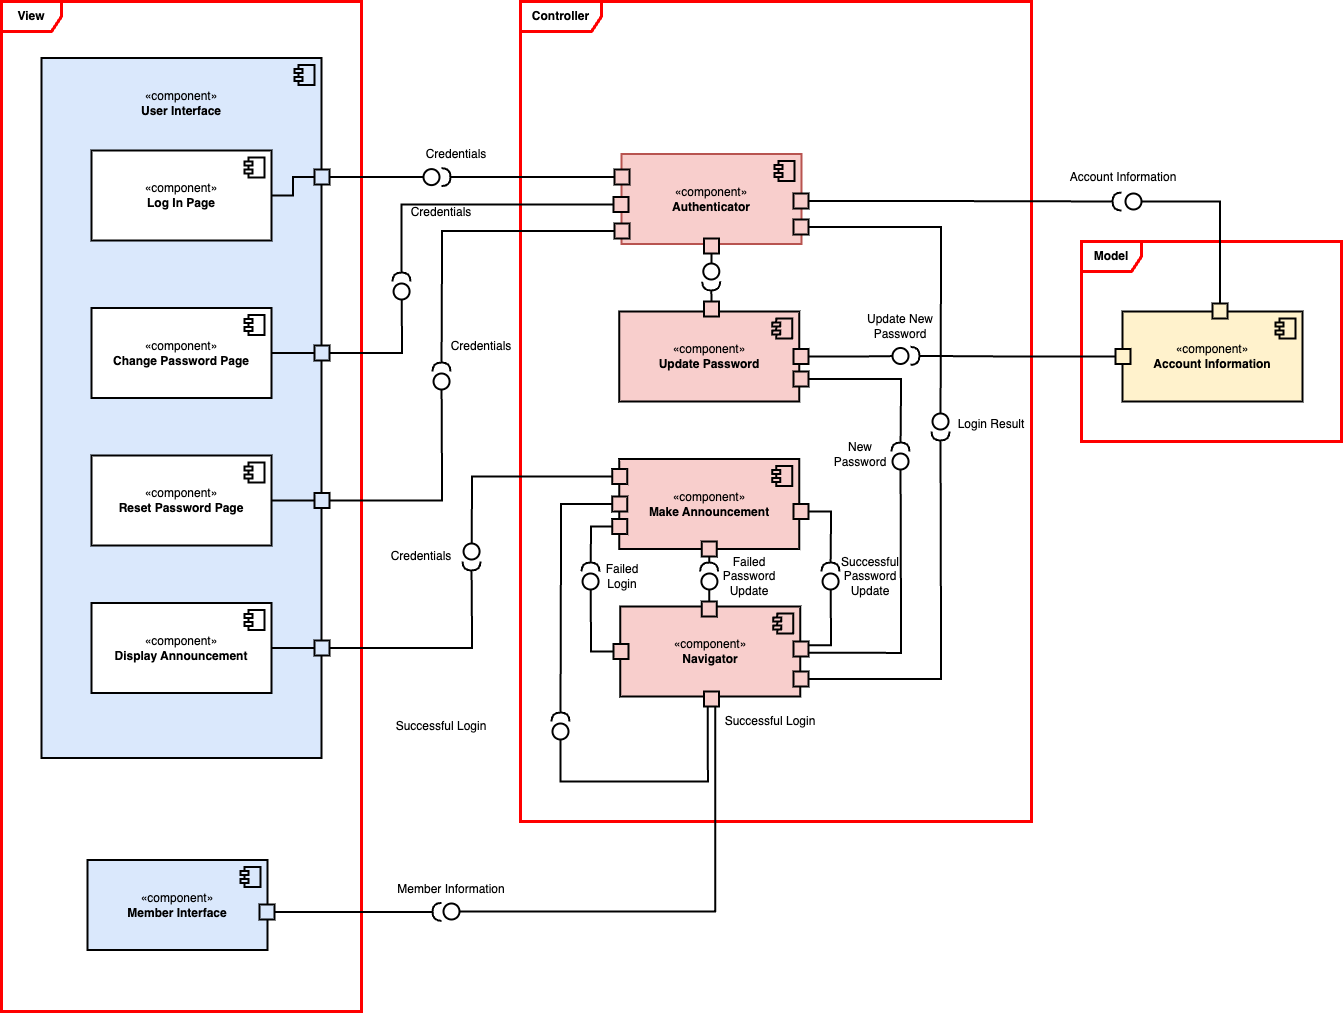 View
Controller
«component»
User Interface
«component»
Log In Page
Credentials
Credentials
«component»
Authenticator
Account Information
Model
«component»
Change Password Page
Credentials
«component»
Update Password
Update New
Password
«component»
Account Information
«component»
Reset Password Page
Login Result
New
Password
«component»
Make Announcement
Credentials
Failed
Login
Failed
Password
Update
Successful
Password
Update
«component»
Display Announcement
«component»
Navigator
Successful Login
Successful Login
Member Information
«component»
Member Interface